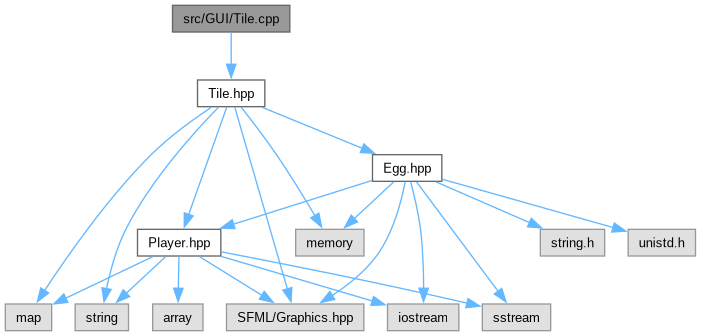 src/GUI/Tile.cpp
Tile.hpp
Egg.hpp
Player.hpp
memory
string.h
unistd.h
map
string
array
SFML/Graphics.hpp
iostream
sstream